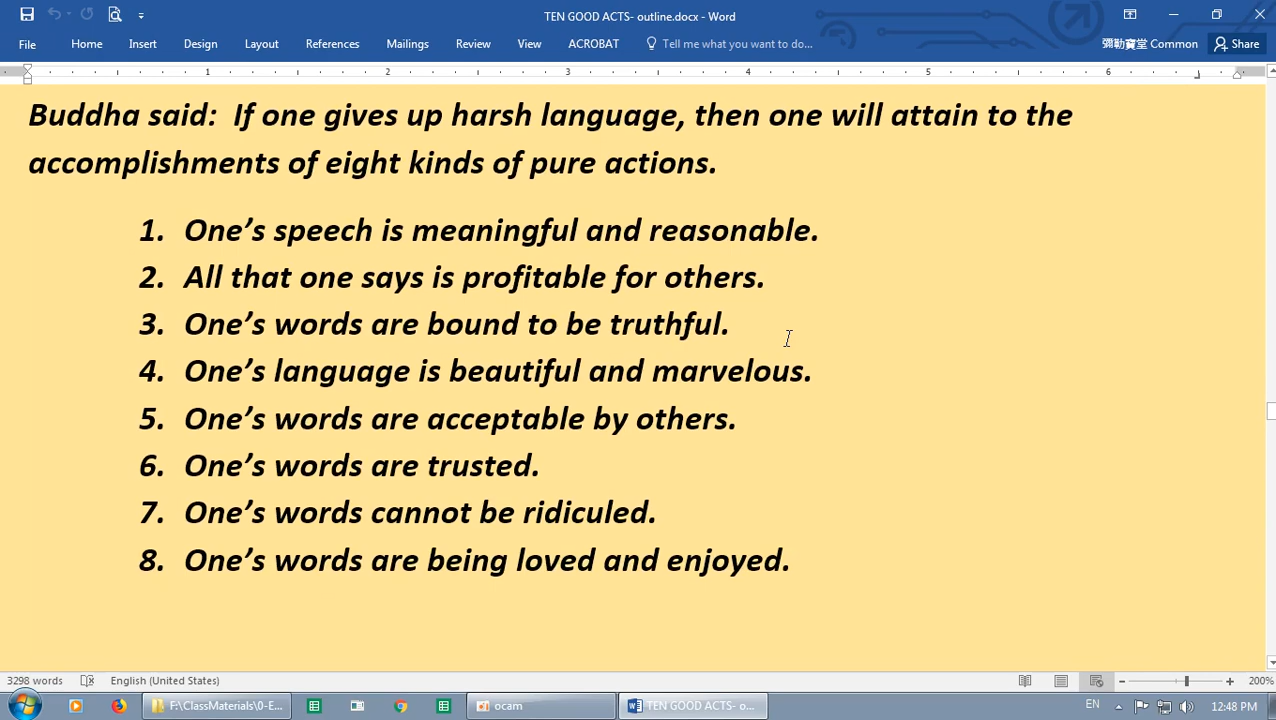 TEN GOOD ACTS- outline.docx - Word
File Home Insert Design Layout References Mailings Review View ACROBAT Tell me what you want to do... 彌勒寶堂 Common Share
1 2 3 4 5 6
Buddha said: If one gives up harsh language, then one will attain to the
accomplishments of eight kinds of pure actions.
1. One’s speech is meaningful and reasonable.
2. All that one says is profitable for others.
3. One’s words are bound to be truthful.
4. One’s language is beautiful and marvelous.
5. One’s words are acceptable by others.
6. One’s words are trusted.
7. One’s words cannot be ridiculed.
8. One’s words are being loved and enjoyed.
3298 words English (United States) 200%
F:\ClassMaterials\0-E... ocam TEN GOOD ACTS- o... EN 12:48 PM